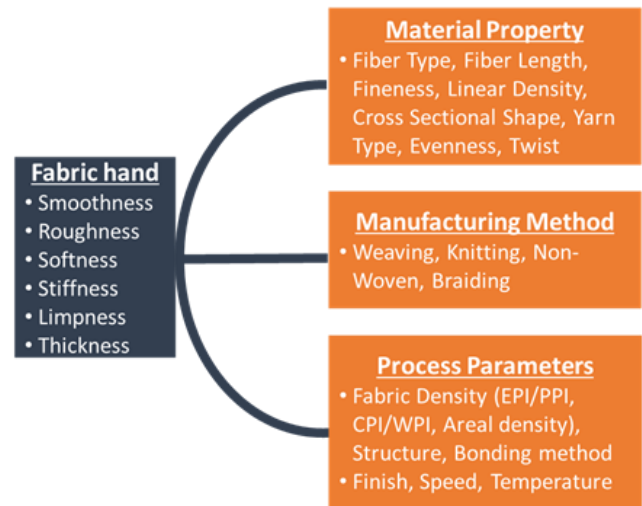 Fabric hand
• Smoothness
• Roughness
• Softness
• Stiffness
• Limpness
• Thickness
Material Property
• Fiber Type, Fiber Length,
Fineness, Linear Density,
Cross Sectional Shape, Yarn
Type, Evenness, Twist
Manufacturing Method
• Weaving, Knitting, Non-
Woven, Braiding
Process Parameters
• Fabric Density (EPI/PPI,
CPI/WPI, Areal density),
Structure, Bonding method
• Finish, Speed, Temperature